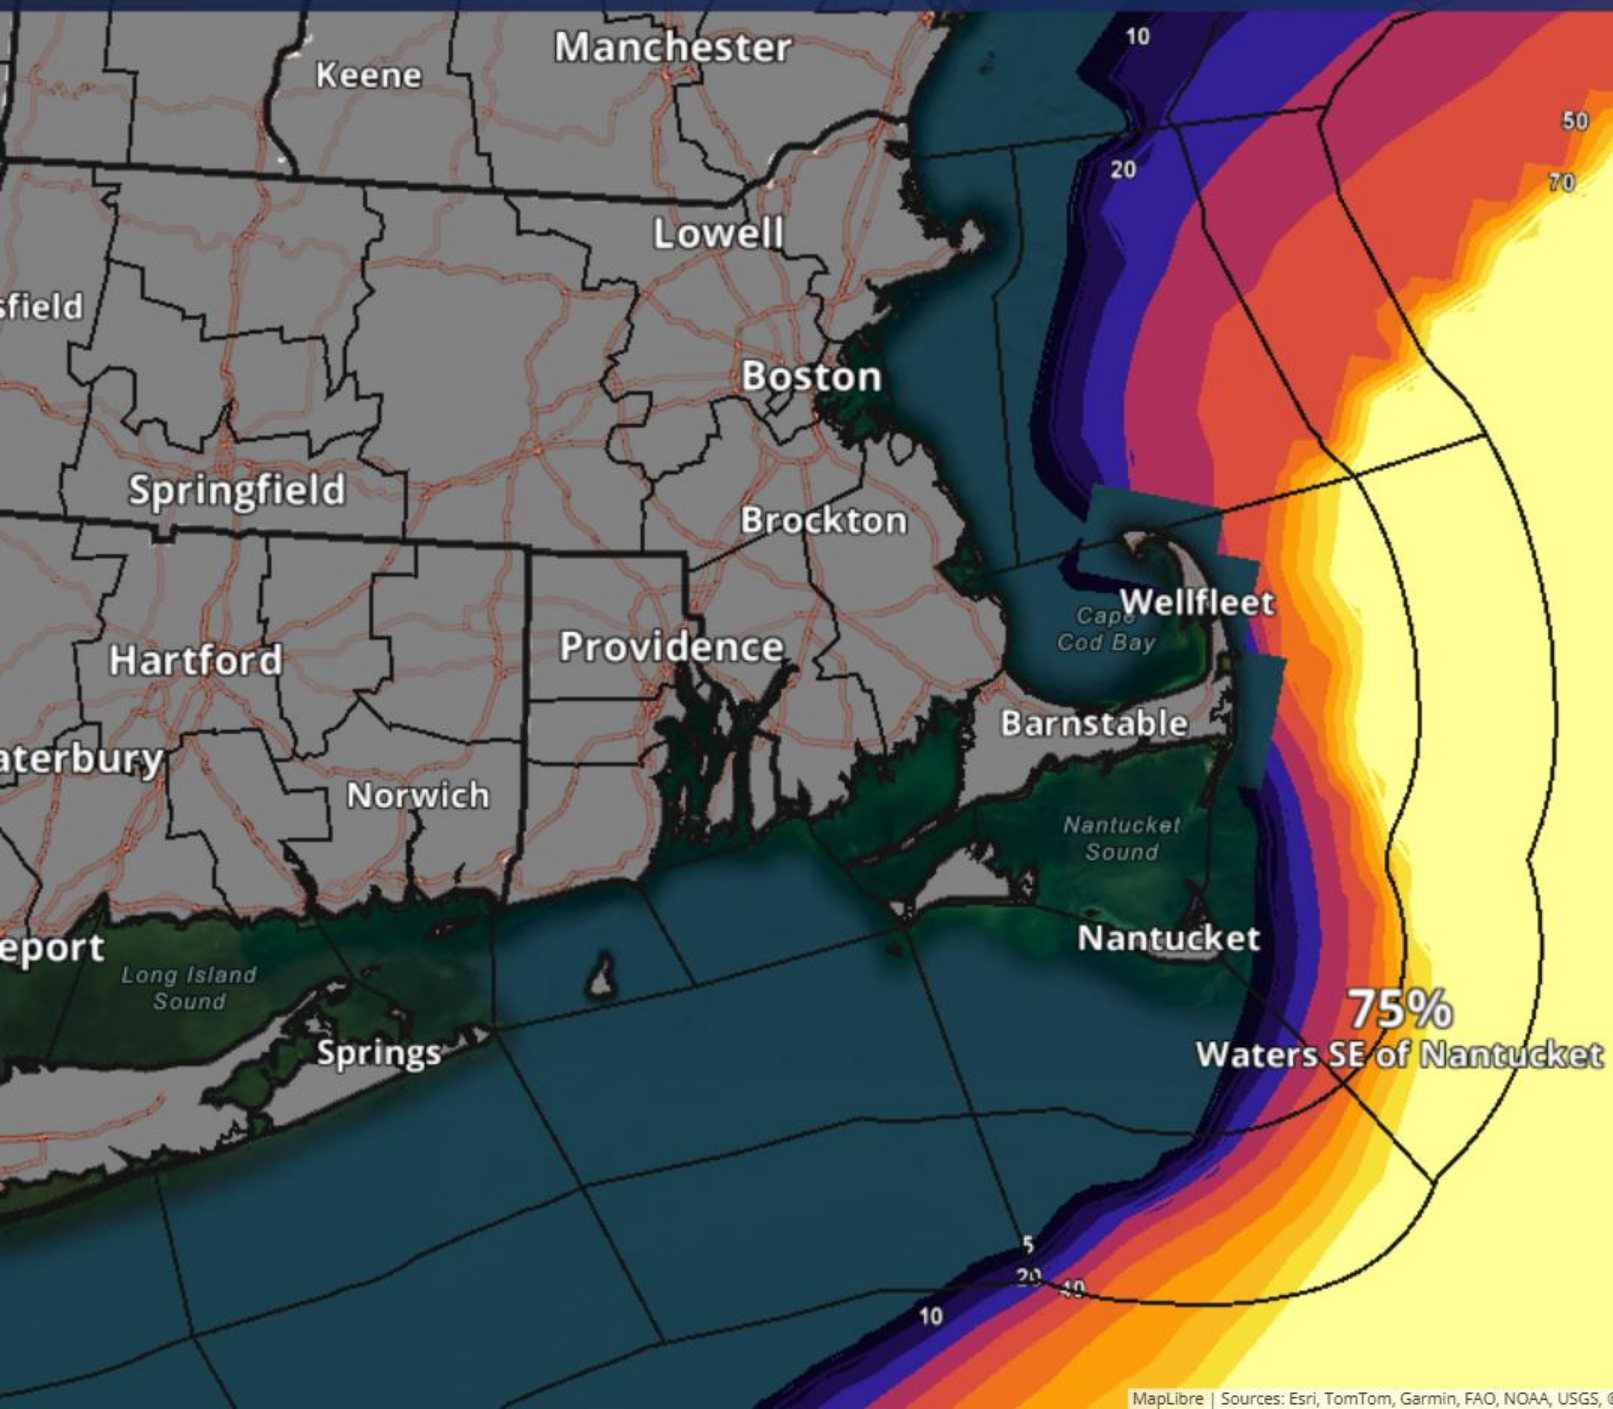 10
Manchester
Keene
50
20
70
Lowell
sfield
Boston
Springfield
Brockton
Wellfleet
Cape
Cod Bay
Providence
Hartford
Barnstable
aterbury
Norwich
Nantucket
Sound
Nantucket
eport
Long Island
Sound
75%
Waters SE of Nantucket
Springs
5
20
40
10
MapLibre | Sources: Esri, TomTom, Garmin, FAO, NOAA, USGS, ©